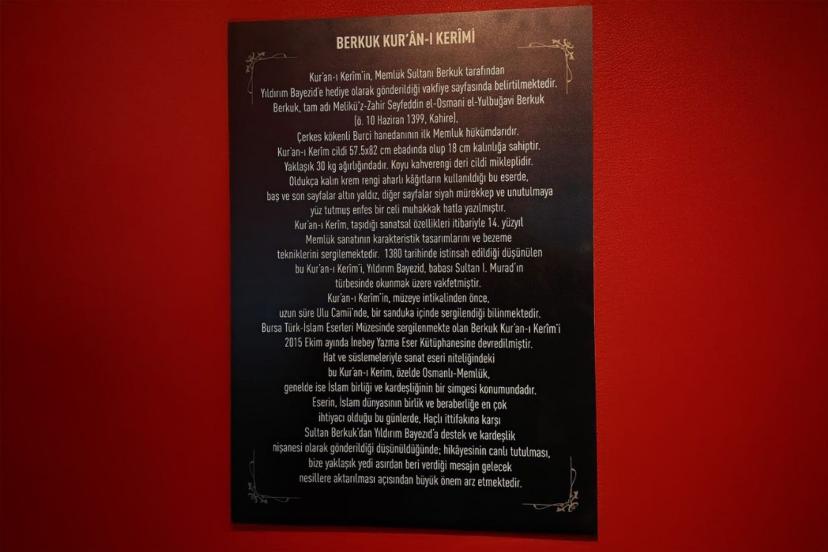 BERKUK KUR'ÂN-I KERÎMİ
Kur'an-ı Kerîm'in, Memlük Sultanı Berkuk tarafından
Yıldırım Bayezid'e hediye olarak gönderildiği vakfiye sayfasında belirtilmektedir.
Berkuk, tam adı Melikü'z-Zahir Seyfeddin el-Osmani el-Yulbuğavi Berkuk
(ö. 10 Haziran 1399, Kahire),
Çerkes kökenli Burci hanedanının ilk Memluk hükümdarıdır.
Kur'an-ı Kerîm cildi 57.5x82 cm ebadında olup 18 cm kalınlığa sahiptir.
Yaklaşık 30 kg ağırlığındadır. Koyu kahverengi deri cildi mikleplidir.
Oldukça kalın krem rengi aharlı kâğıtların kullanıldığı bu eserde,
baş ve son sayfalar altın yaldız, diğer sayfalar siyah mürekkep ve unutulmaya
yüz tutmuş enfes bir celi muhakkak hatla yazılmıştır.
Kur'an-ı Kerîm, taşıdığı sanatsal özellikleri itibariyle 14. yüzyıl
Memlük sanatının karakteristik tasarımlarını ve bezeme
tekniklerini sergilemektedir. 1380 tarihinde istinsah edildiği düşünülen
bu Kur'an-ı Kerîm'i, Yıldırım Bayezid, babası Sultan I. Murad'ın
türbesinde okunmak üzere vakfetmiştir.
Kur'an-ı Kerîm'in, müzeye intikalinden önce,
uzun süre Ulu Camii'nde, bir sanduka içinde sergilendiği bilinmektedir.
Bursa Türk-İslam Eserleri Müzesinde sergilenmekte olan Berkuk Kur'an-ı Kerîm'i
2015 Ekim ayında İnebey Yazma Eser Kütüphanesine devredilmiştir.
Hat ve süslemeleriyle sanat eseri niteliğindeki
bu Kur'an-ı Kerim, özelde Osmanlı-Memlük,
genelde ise İslam birliği ve kardeşliğinin bir simgesi konumundadır.
Eserin, İslam dünyasının birlik ve beraberliğe en çok
ihtiyacı olduğu bu günlerde, Haçlı ittifakına karşı
Sultan Berkuk'dan Yıldırım Bayezıd'a destek ve kardeşlik
nişanesi olarak gönderildiği düşünüldüğünde; hikâyesinin canlı tutulması,
bize yaklaşık yedi asırdan beri verdiği mesajın gelecek
nesillere aktarılması açısından büyük önem arz etmektedir.